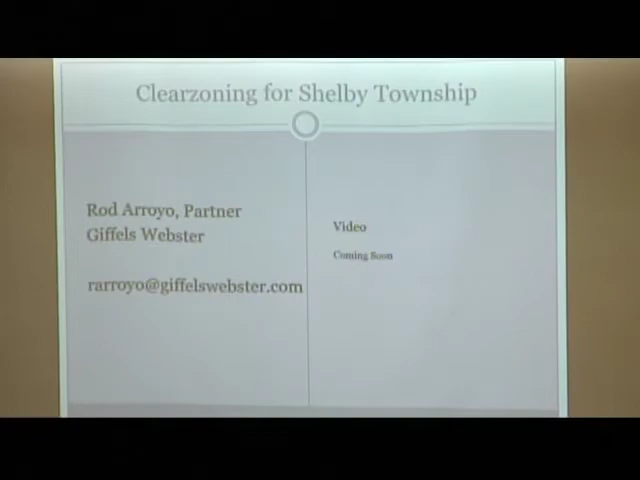 Clearzoning for Shelby Township
Rod Arroyo, Partner
Giffels Webster
rarroyo@giffelswebster.com
Video
Coming Soon